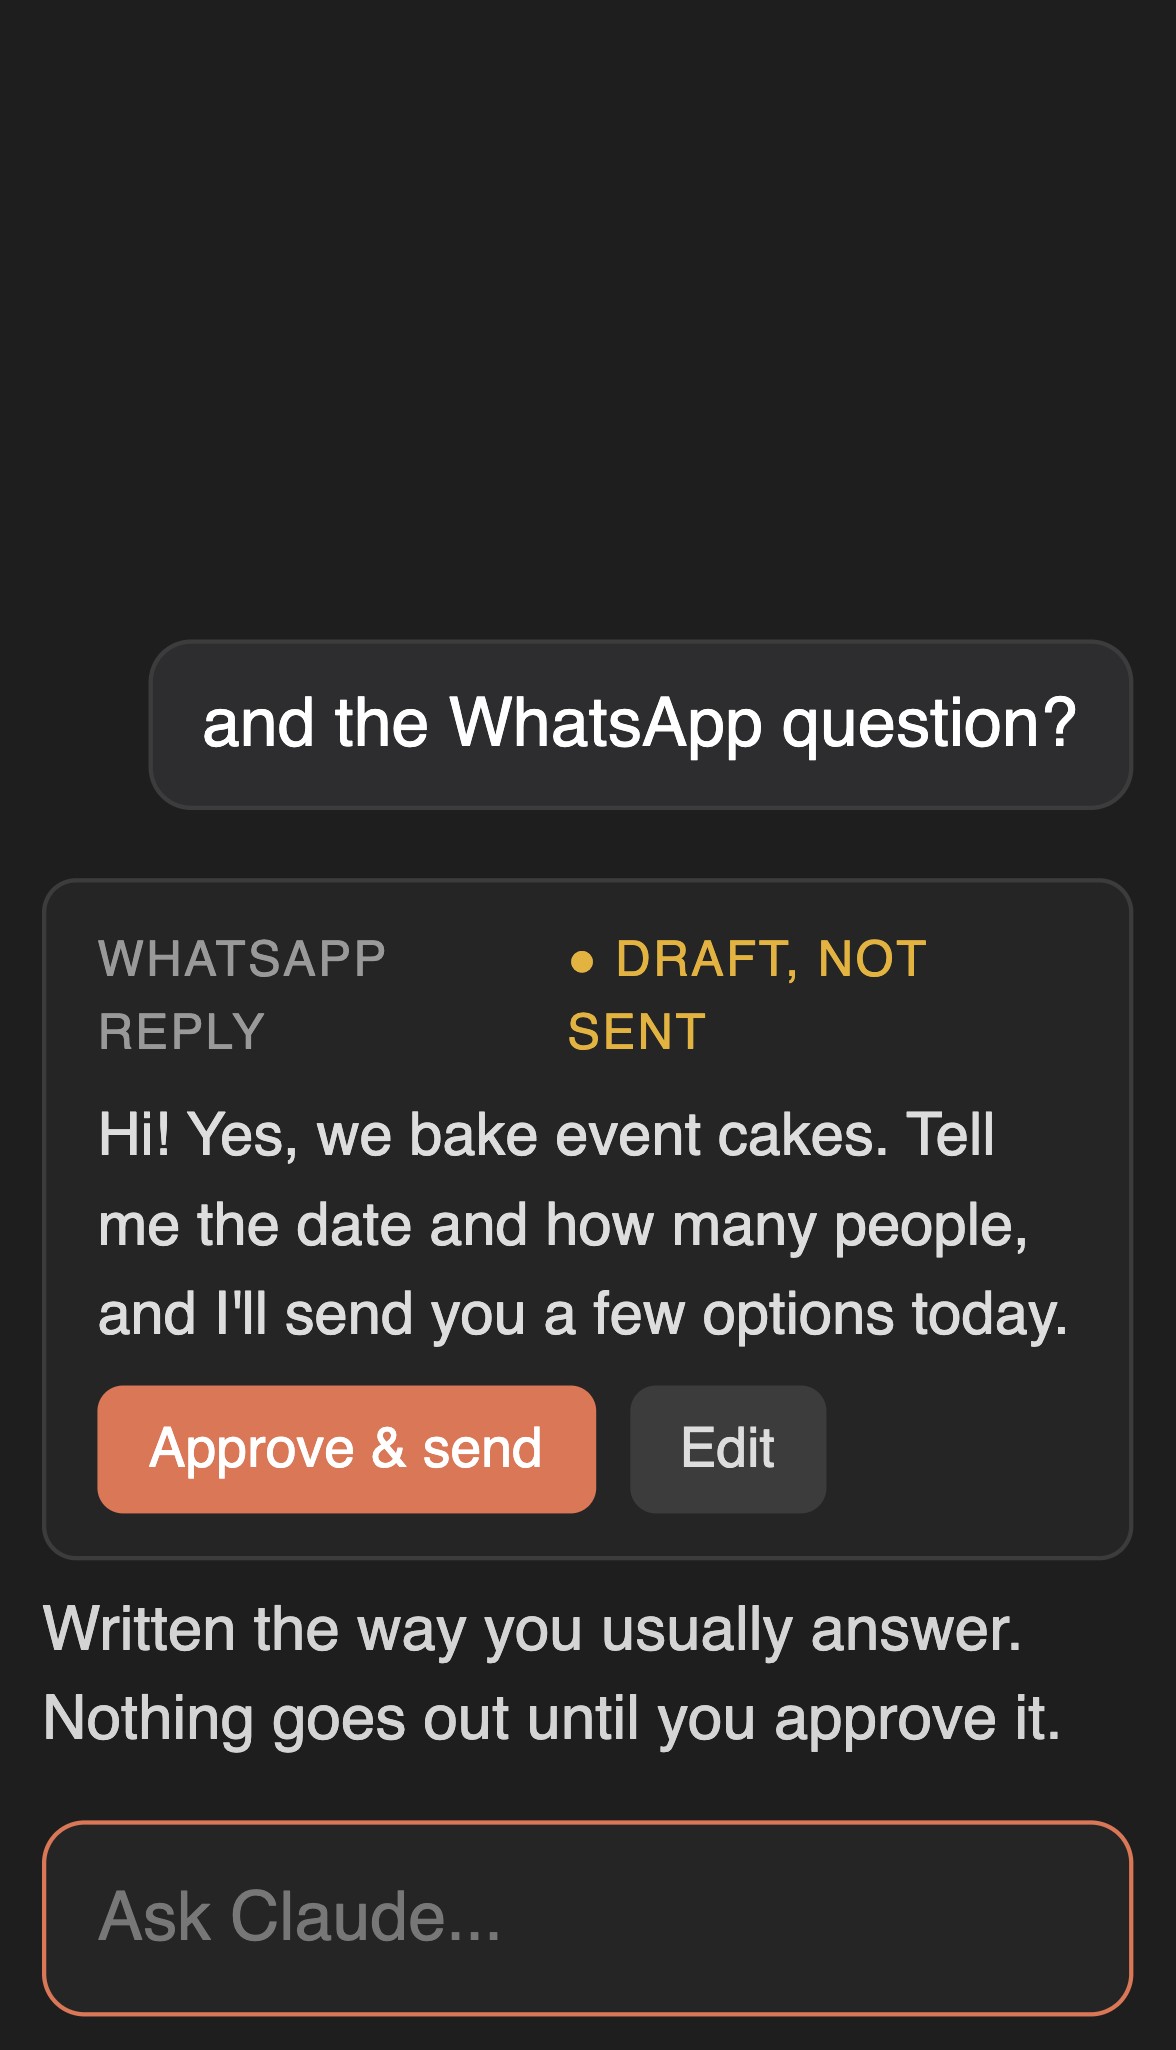 and the WhatsApp question?
WHATSAPP
REPLY
● DRAFT, NOT
SENT
Hi! Yes, we bake event cakes. Tell
me the date and how many people,
and I'll send you a few options today.
Approve & send
Edit
Written the way you usually answer.
Nothing goes out until you approve it.
Ask Claude...